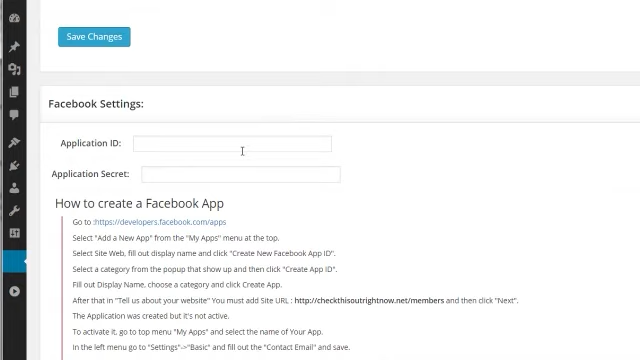 Save Changes
Facebook Settings:
Application ID:
Application Secret:
How to create a Facebook App
Go to :https://developers.facebook.com/apps
Select "Add a New App" from the "My Apps" menu at the top.
Select Site Web, fill out display name and click "Create New Facebook App ID".
Select a category from the popup that show up and then click "Create App ID".
Fill out Display Name, choose a category and click Create App.
After that in "Tell us about your website" You must add Site URL : http://checkthisoutrightnow.net/members and then click "Next".
The Application was created but it's not active.
To activate it, go to top menu "My Apps" and select the name of Your App.
In the left menu go to "Settings"->"Basic" and fill out the "Contact Email" and save.